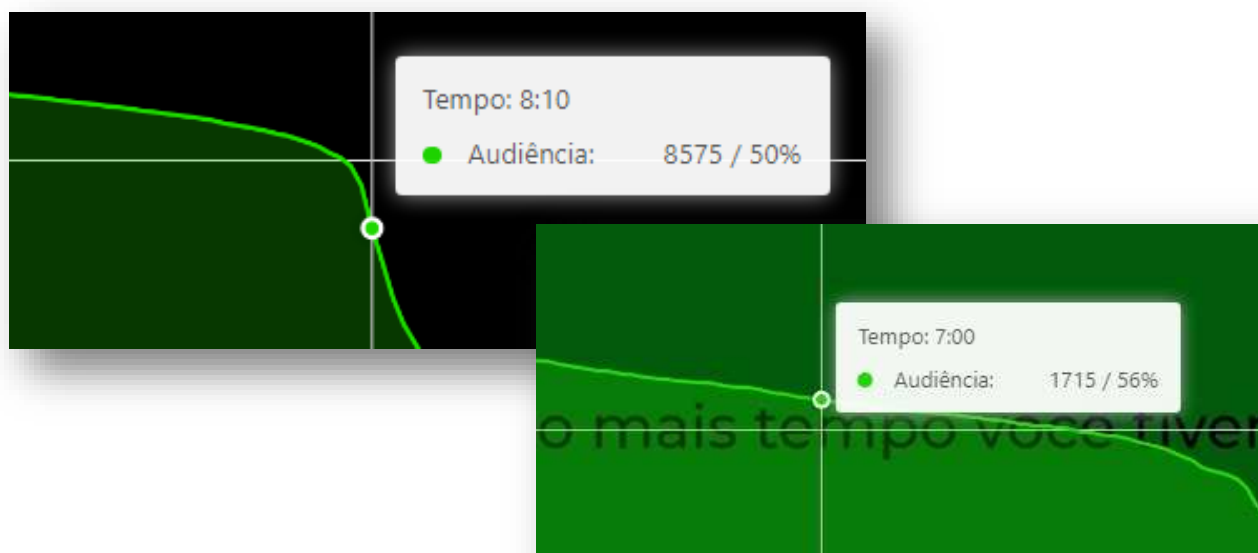 Tempo: 8:10
Audiência: 8575 / 50%
Tempo: 7:00
Audiência: 1715 / 56%
o mais tempo você tiver